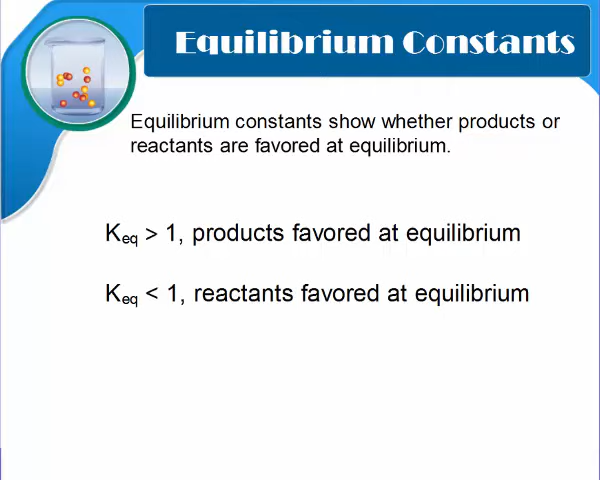 Equilibrium Constants
Equilibrium constants show whether products or
reactants are favored at equilibrium.
Keq > 1, products favored at equilibrium
Keq < 1, reactants favored at equilibrium